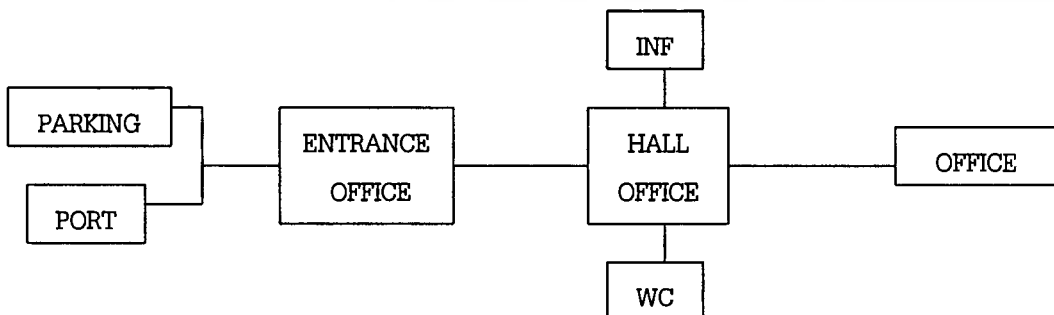 INF
PARKING
ENTRANCE
OFFICE
HALL
OFFICE
OFFICE
PORT
WC